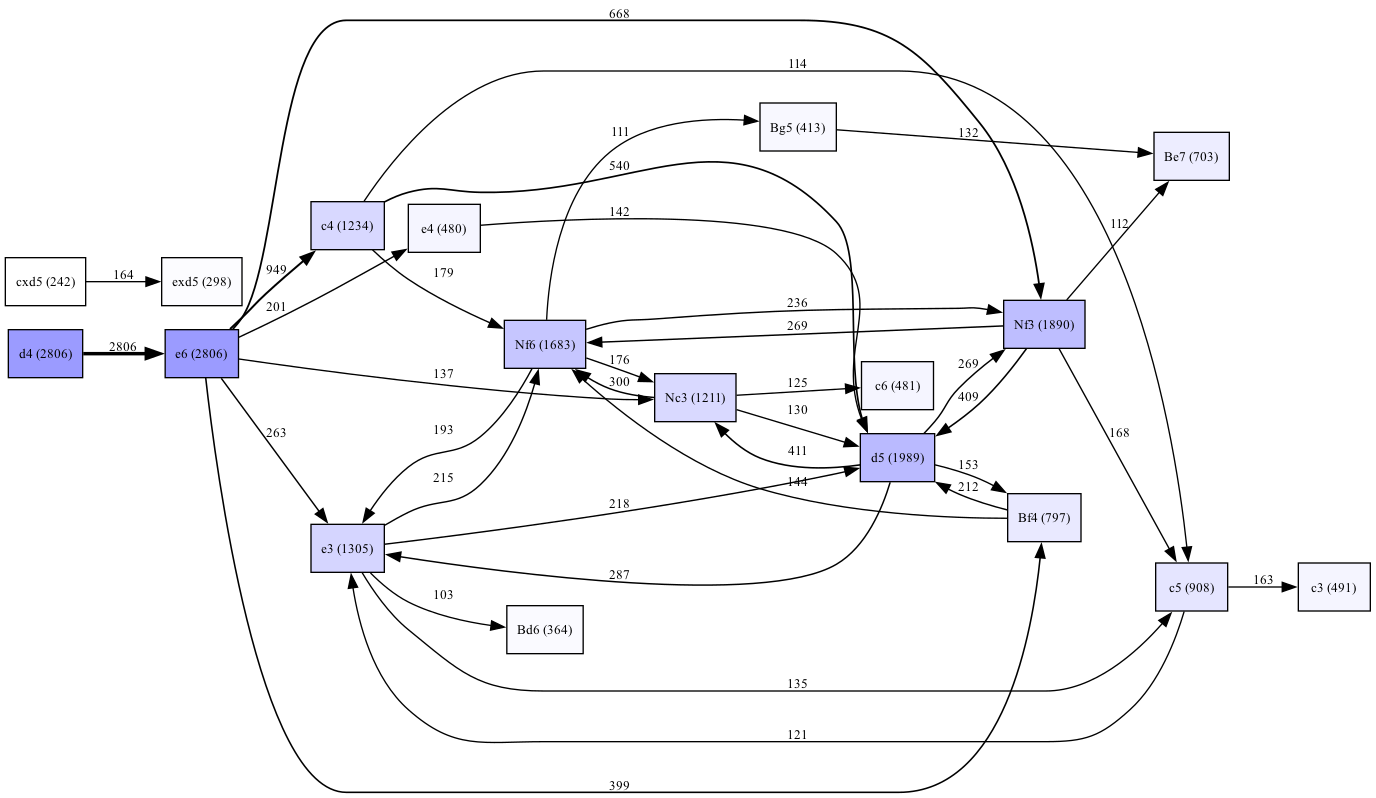 668
114
Bg5 (413)
111
132
Be7 (703)
540
142
c4 (1234)
e4 (480)
112
949
179
cxd5 (242)
164
exd5 (298)
201
236
Nf3 (1890)
269
d4 (2806)
2806
e6 (2806)
Nf6 (1683)
176
269
137
300
Nc3 (1211)
125
c6 (481)
409
130
263
193
411
d5 (1989)
153
168
215
144
212
218
Bf4 (797)
e3 (1305)
287
163
103
c5 (908)
c3 (491)
Bd6 (364)
135
121
399